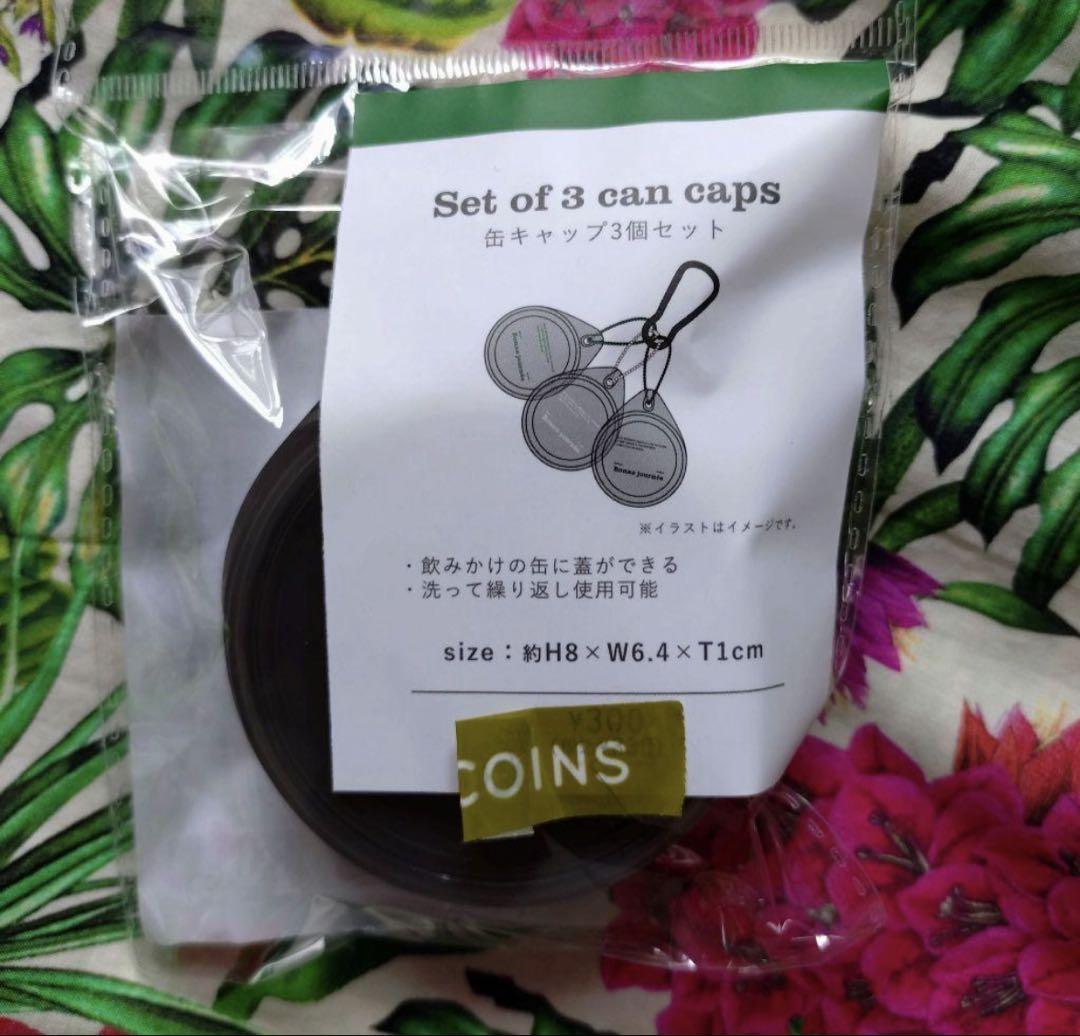 Set of 3 can caps
缶キャップ3個セット
Bonne journée
※イラストはイメージです。
・飲みかけの缶に蓋ができる
・洗って繰り返し使用可能
size：約H8×W6.4×T1cm
¥300
COINS